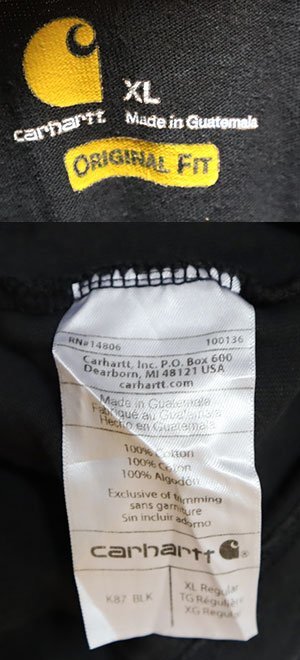 XL
carhartt Made in Guatemala
ORIGINAL FIT
RN#14806 100136
Carhartt, Inc. P.O. Box 600
Dearborn, MI 48121 USA
carhartt.com
Made in Guatemala
Fabriqué au Guatemala
Hecho en Guatemala
100% Cotton
100% Coton
100% Algodón
Exclusive of trimming
sans garniture
Sin incluir adorno
carhartt®
K87 BLK
XL Regular
TG Régulière
XG Regular